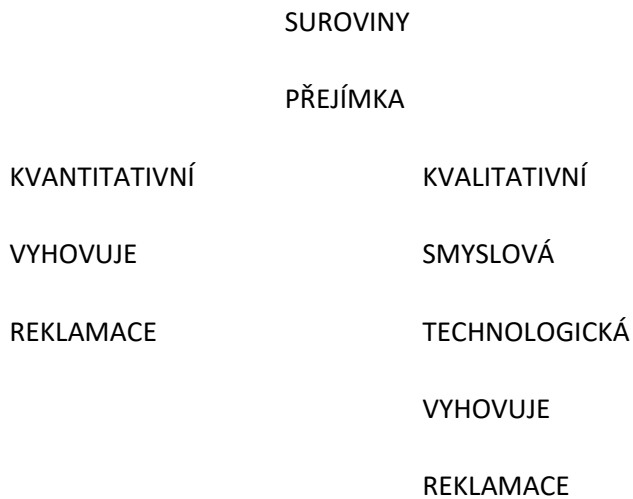 SUROVINY
PŘEJÍMKA
KVANTITATIVNÍ KVALITATIVNÍ
VYHOVUJE SMYSLOVÁ
REKLAMACE TECHNOLOGICKÁ
VYHOVUJE
REKLAMACE